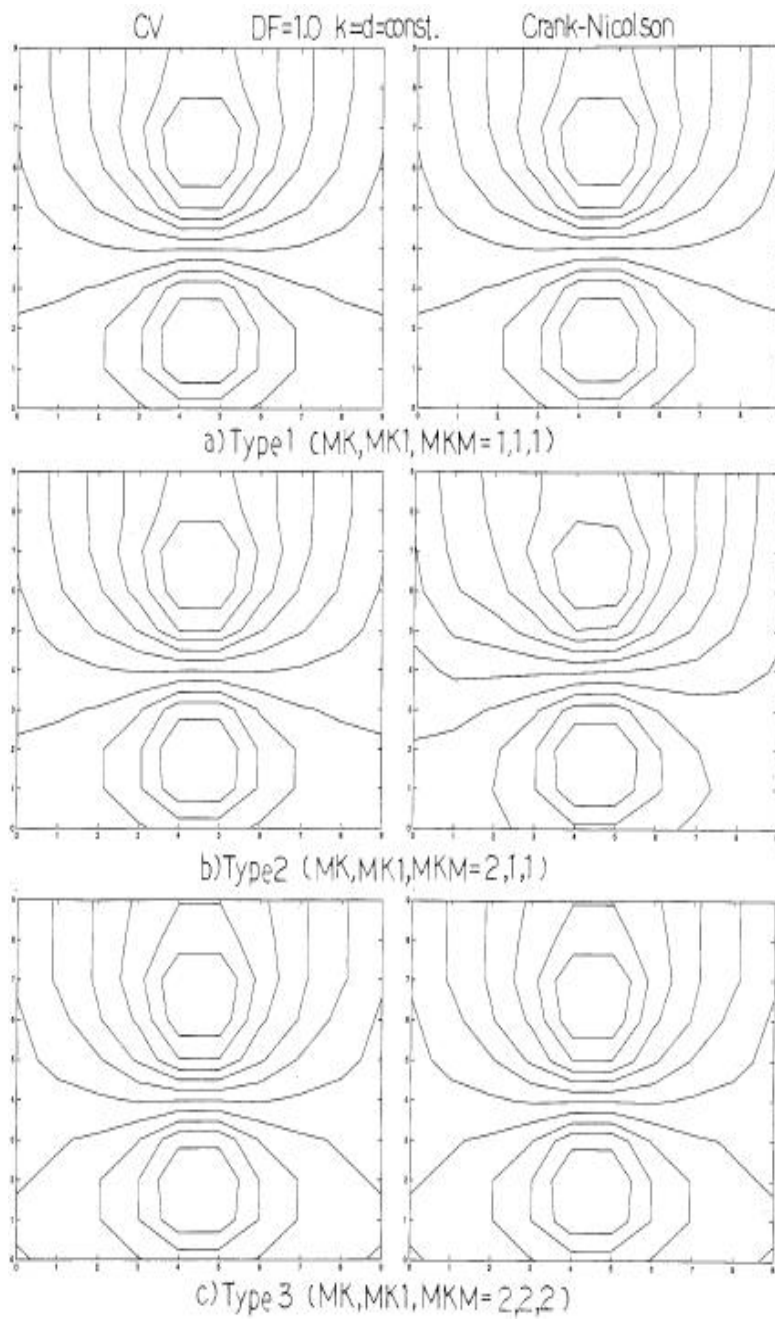 CV DF=1.0 k=d=const. Crank-Nicolson
a) Type1 (MK, MK1, MKM=1,1,1)
b) Type2 (MK, MK1, MKM=2,1,1)
c) Type3 (MK, MK1, MKM=2,2,2)